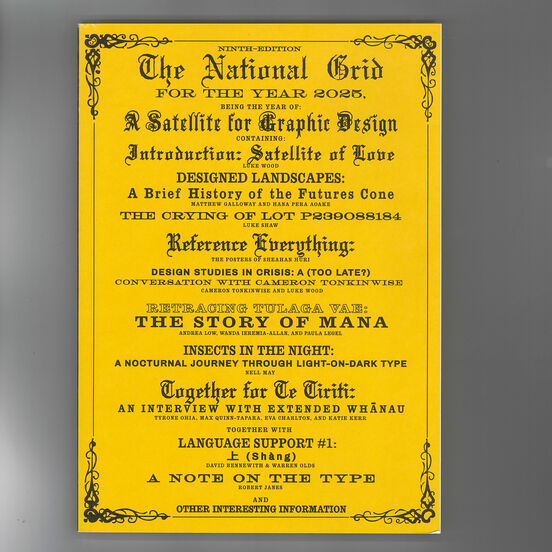 NINTH-EDITION
The National Grid
FOR THE YEAR 2025,
BEING THE YEAR OF:
A Satellite for Graphic Design
CONTAINING:
Introduction: Satellite of Love
LUKE WOOD
DESIGNED LANDSCAPES:
A Brief History of the Futures Cone
MATTHEW GALLOWAY AND HANA PERA AOAKE
THE CRYING OF LOT P239088184
LUKE SHAW
Reference Everything:
THE POSTERS OF SHEAHAN HURI
DESIGN STUDIES IN CRISIS: A (TOO LATE?)
CONVERSATION WITH CAMERON TONKINWISE
CAMERON TONKINWISE AND LUKE WOOD
RETRACING TULAGA VAE:
THE STORY OF MANA
ANDREA LOW, WANDA IEREMIA-ALLAN, AND PAULA LEGEL
INSECTS IN THE NIGHT:
A NOCTURNAL JOURNEY THROUGH LIGHT-ON-DARK TYPE
NELL MAY
Together for Te Tiriti:
AN INTERVIEW WITH EXTENDED WHĀNAU
TYRONE OHIA, MAX QUINN-TAPARA, EVA CHARLTON, AND KATIE KERR
TOGETHER WITH
LANGUAGE SUPPORT #1:
上 (Shàng)
DAVID BENNEWITH & WARREN OLDS
A NOTE ON THE TYPE
ROBERT JANES
AND
OTHER INTERESTING INFORMATION